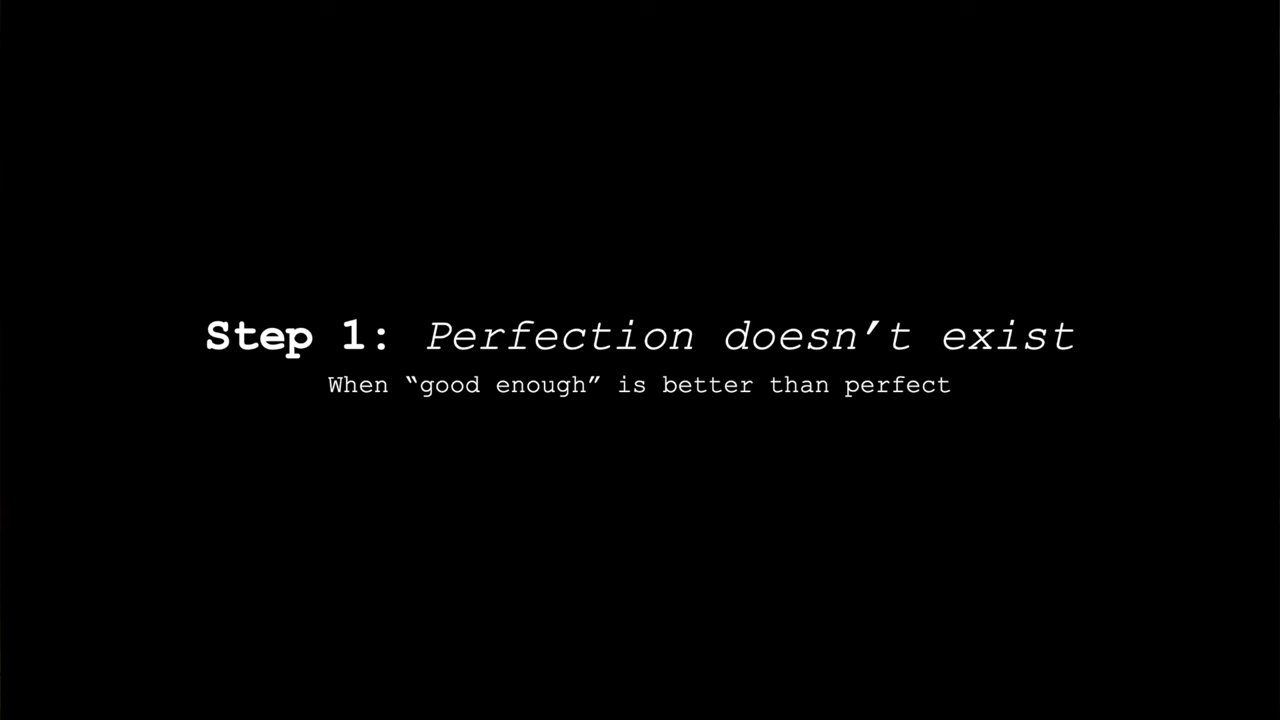 Step 1: Perfection doesn’t exist
When “good enough” is better than perfect